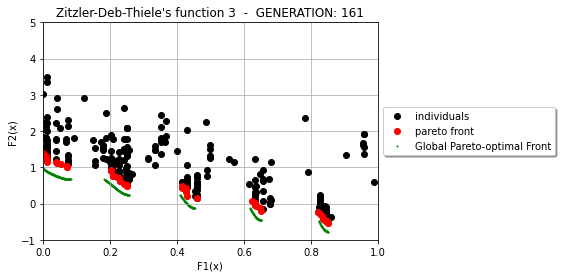 Zitzler-Deb-Thiele's function 3  -  GENERATION: 161
5
4
3
2
1
0
−1
F2(x)
0.0 0.2 0.4 0.6 0.8 1.0
F1(x)
individuals
pareto front
Global Pareto-optimal Front